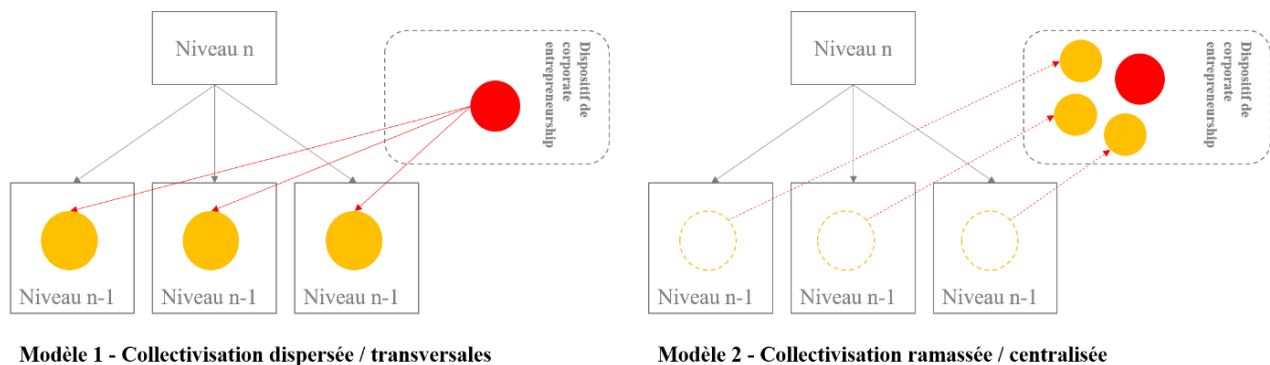 Niveau n
Dispositif de
corporate
entrepreneurship
Niveau n-1
Niveau n-1
Niveau n-1
Modèle 1 - Collectivisation dispersée / transversales
Niveau n
Dispositif de
corporate
entrepreneurship
Niveau n-1
Niveau n-1
Niveau n-1
Modèle 2 - Collectivisation ramassée / centralisée